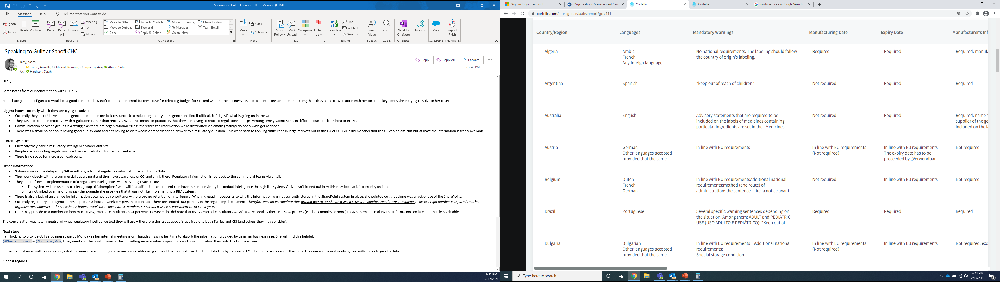 Speaking to Guliz at Sanofi CHC - Message (HTML)
File Message Help Tell me what you want to do
Ignore
Junk
Delete
Archive
Delete
Reply
Reply All
Forward
Meeting
IM
More
Respond
Move to Other
Move to Cortelli...
Move to Training
Move to News
Move to Onboa...
Bioworld
To Manager
Team Email
Done
Reply & Delete
Create New
Quick Steps
Move
Rules
Actions
Move
Assign Policy
Mark Unread
Categorize
Follow Up
Tags
Translate
Find
Related
Select
Editing
Read Aloud
Speech
Zoom
Zoom
Send to OneNote
OneNote
Insights
View
Salesforce
Report Phish
PhishAlarm
Speaking to Guliz at Sanofi CHC
Kay, Sam
To Cottin, Armelle; Kherrat, Romain; Ezquerro, Ana; Ataide, Sofia
Cc Hardison, Sarah
Reply Reply All Forward
Tue 2:48 PM
Hi all,
Some notes from our conversation with Guliz FYI.
Some background – I figured it would be a good idea to help Sanofi build their internal business case for releasing budget for CRI and wanted the business case to take into consideration our strengths – thus had a conversation with her on some key topics she is trying to solve in her case:
Biggest issues currently which they are trying to solve:
• Currently they do not have an intelligence team therefore lack resources to conduct regulatory intelligence and find it difficult to “digest” what is going on in the world.
• They wish to be more proactive with regulations rather than reactive. What this means in practice is that they are having to react to regulations thus preventing timely submissions in difficult countries like China or Brazil.
• Communication between groups is a struggle as there are organizational “silos” therefore the information while distributed via emails (mainly) do not always get actioned.
• There was a small point about having good quality data and not having to wait weeks or months for an answer to a regulatory question. This went back to tackling difficulties in large markets not in the EU or US. Guliz did mention that the US can be difficult but at least the information is freely available.
Current systems:
• Currently they have a regulatory intelligence SharePoint site
• People are conducting regulatory intelligence in addition to their current role
• There is no scope for increased headcount.
Other information:
• Submissions can be delayed by 3-8 months by a lack of regulatory information according to Guliz.
• They work closely with the commercial department and thus have awareness of CCI and a link there. Regulatory information is fed back to the commercial teams via email.
• They do not foresee implementation of a regulatory intelligence system as a big issue because:
o The system will be used by a select group of “champions” who will in addition to their current role have the responsibility to conduct intelligence through the system. Guliz hasn’t ironed out how this may look so it is currently an idea.
o Its not linked to a major process (the example she gave was that it was not like implementing a RIM system).
• There is also a lack of an archive for information obtained by consultancy – therefore no retention of intelligence. When I digged in deeper as to why the information was not currently stored in the SharePoint system in place, she pointed out that there was a lack of use of the SharePoint.
• Currently regulatory intelligence takes approx. 2-3 hours a week per person to conduct. There are around 300 persons in the regulatory department. Therefore we can extrapolate that around 600 to 900 hours a week is used to conduct regulatory intelligence. This is a high number compared to other
organizations however Guliz considers 2 hours a week as a conservative number. 600 hours a week is equivalent to 16 FTE a year.
• Guliz may provide us a number on how much using external consultants cost per year. However she did note that using external consultants wasn’t always ideal as there is a slow process (can be 3 months or more) to sign them in – making the information too late and thus less valuable.
The conversation was totally neutral of what regulatory intelligence tool they will use – therefore the issues above is applicable to both Tarrius and CRI (and others they may consider).
Next steps:
I am looking to provide Guliz a business case by Monday as her internal meeting is on Thursday – giving her time to absorb the information provided by us in her business case. She will find this helpful.
@Kherrat, Romain & @Ezquerro, Ana, I may need your help with some of the consulting service value propositions and how to position them into the business case.
In the first instance I will be circulating a draft business case outlining some key points addressing some of the topics above. I will circulate this by tomorrow EOB. From there we can further build the case and have it ready by Friday/Monday to give to Guliz.
Kindest regards,
6:11 PM
2/17/2021
Sign in to your account
Organisations Management Serv
Cortellis
Cortellis
nurtaceuticals - Google Search
cortellis.com/intelligence/suite/report/grc/111
Country/Region Languages Mandatory Warnings Manufacturing Date Expiry Date Manufacturer's Inf
Algeria
Arabic
French
Any foreign language
No national requirements. The labeling should follow
the country of origin's labeling.
Required
Required
Required: manufa
Argentina
Spanish
"keep out of reach of children"
Not required
Required
Required
Australia
English
Advisory statements that are required to be
included on the labels of medicines containing
particular ingredients are set in the "Medicines
Not required
Required
Required: name a
supplier of the go
included on the la
Austria
German
Other languages accepted
provided that the same
In line with EU requirements
In line with EU requirements
(Not required)
In line with EU requirements
The expiry date has to be
preceeded by „Verwendbar
Not required
Belgium
Dutch
French
German
In line with EU requirementsAdditional national
requirements:method (and route) of
administration; the sentence “Lire la notice avant
Not required
In line with EU requirements
Not required
Brazil
Portuguese
Several specific warning sentences depending on
the situation. Among them: ADULT and PEDIATRIC
USE (USO ADULTO E PEDIÁTRICO); "Keep out of
Required
Required
Required
Bulgaria
Bulgarian
Other languages accepted
provided that the same
In line with EU requirements + Additional national
requirements:
Special storage condition
In line with EU requirements
(Not required)
In line with EU requirements
Not required, exc
Type here to search
6:11 PM
2/17/2021